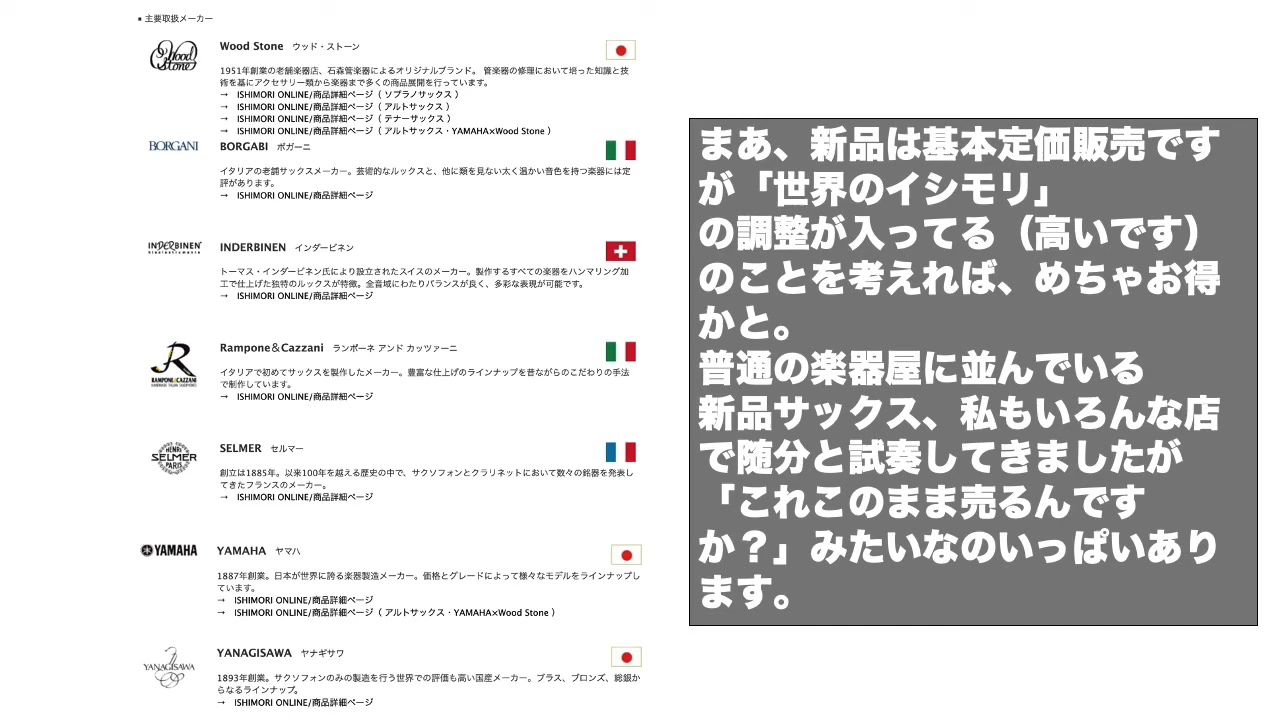 ▪ 主要取扱メーカー
Wood Stone
Wood Stone ウッド・ストーン
1951年創業の老舗楽器店、石森管楽器によるオリジナルブランド。 管楽器の修理において培った知識と技
術を基にアクセサリー類から楽器まで多くの商品展開を行っています。
→ ISHIMORI ONLINE/商品詳細ページ（ ソプラノサックス ）
→ ISHIMORI ONLINE/商品詳細ページ（ アルトサックス ）
→ ISHIMORI ONLINE/商品詳細ページ（ テナーサックス ）
→ ISHIMORI ONLINE/商品詳細ページ（ アルトサックス・YAMAHA×Wood Stone ）
BORGANI
BORGABI ボガーニ
イタリアの老舗サックスメーカー。芸術的なルックスと、他に類を見ない太く温かい音色を持つ楽器には定
評があります。
→ ISHIMORI ONLINE/商品詳細ページ
INDERBINEN
INDERBINEN インダービネン
トーマス・インダービネン氏により設立されたスイスのメーカー。製作するすべての楽器をハンマリング加
工で仕上げた独特のルックスが特徴。全音域にわたりバランスが良く、多彩な表現が可能です。
→ ISHIMORI ONLINE/商品詳細ページ
R
RAMPONE&CAZZANI
Rampone＆Cazzani ランポーネ アンド カッツァーニ
イタリアで初めてサックスを製作したメーカー。豊富な仕上げのラインナップを昔ながらのこだわりの手法
で制作しています。
→ ISHIMORI ONLINE/商品詳細ページ
HENRI
SELMER
PARIS
SELMER セルマー
創立は1885年。以来100年を越える歴史の中で、サクソフォンとクラリネットにおいて数々の銘器を発表し
てきたフランスのメーカー。
→ ISHIMORI ONLINE/商品詳細ページ
YAMAHA
YAMAHA ヤマハ
1887年創業。日本が世界に誇る楽器製造メーカー。価格とグレードによって様々なモデルをラインナップし
ています。
→ ISHIMORI ONLINE/商品詳細ページ
→ ISHIMORI ONLINE/商品詳細ページ（ アルトサックス・YAMAHA×Wood Stone ）
YANAGISAWA
YANAGISAWA ヤナギサワ
1893年創業。サクソフォンのみの製造を行う世界での評価も高い国産メーカー。ブラス、ブロンズ、総銀か
らなるラインナップ。
→ ISHIMORI ONLINE/商品詳細ページ
まあ、新品は基本定価販売です
が「世界のイシモリ」
の調整が入ってる（高いです）
のことを考えれば、めちゃお得
かと。
普通の楽器屋に並んでいる
新品サックス、私もいろんな店
で随分と試奏してきましたが
「これこのまま売るんです
か？」みたいなのいっぱいあり
ます。